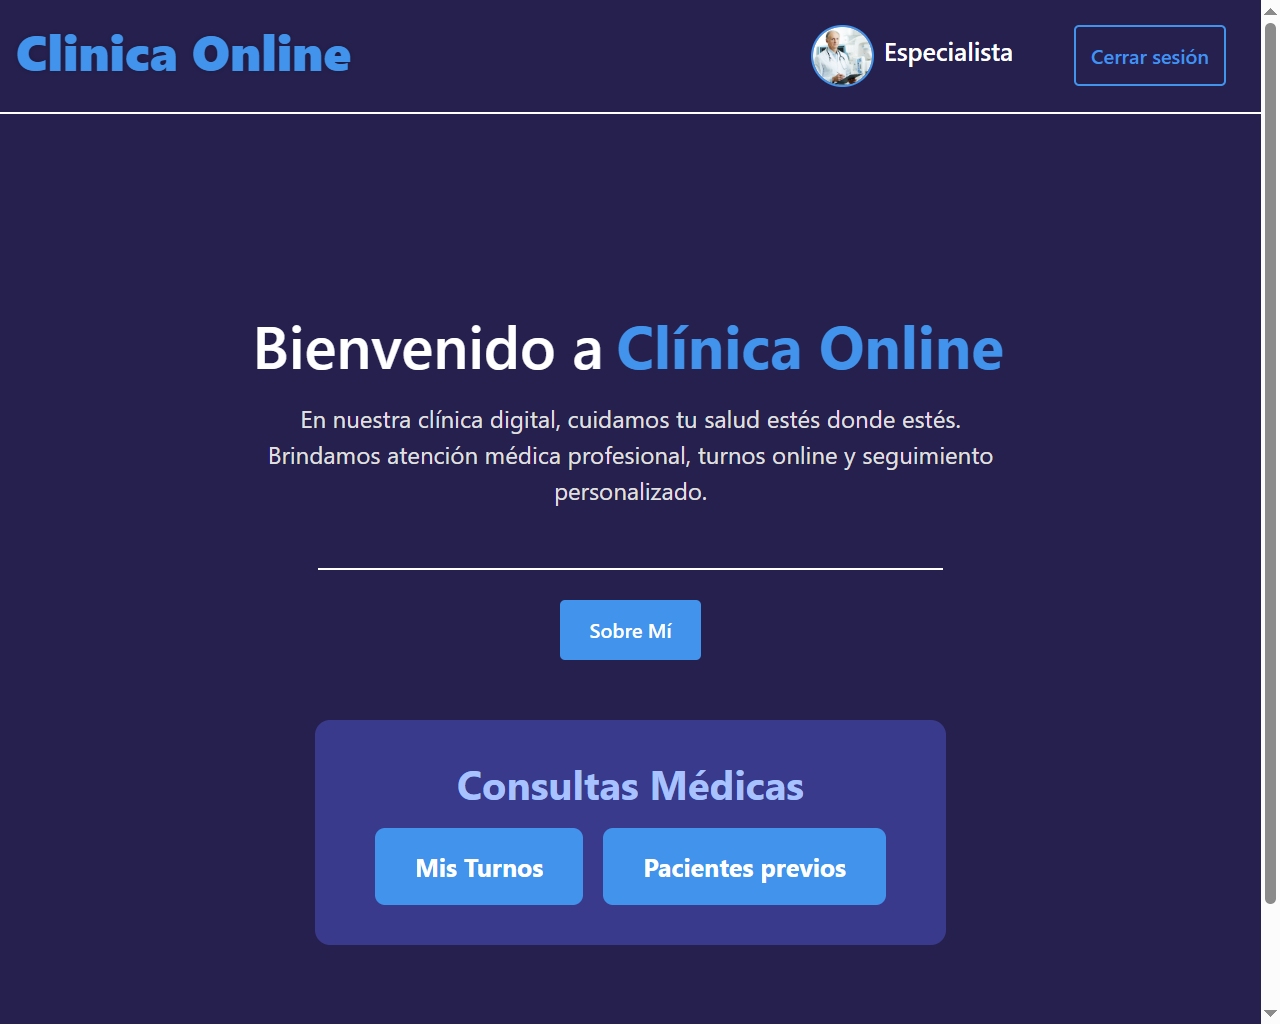 Clinica Online
Especialista
Cerrar sesión
Bienvenido a Clínica Online
En nuestra clínica digital, cuidamos tu salud estés donde estés.
Brindamos atención médica profesional, turnos online y seguimiento
personalizado.
Sobre Mí
Consultas Médicas
Mis Turnos
Pacientes previos